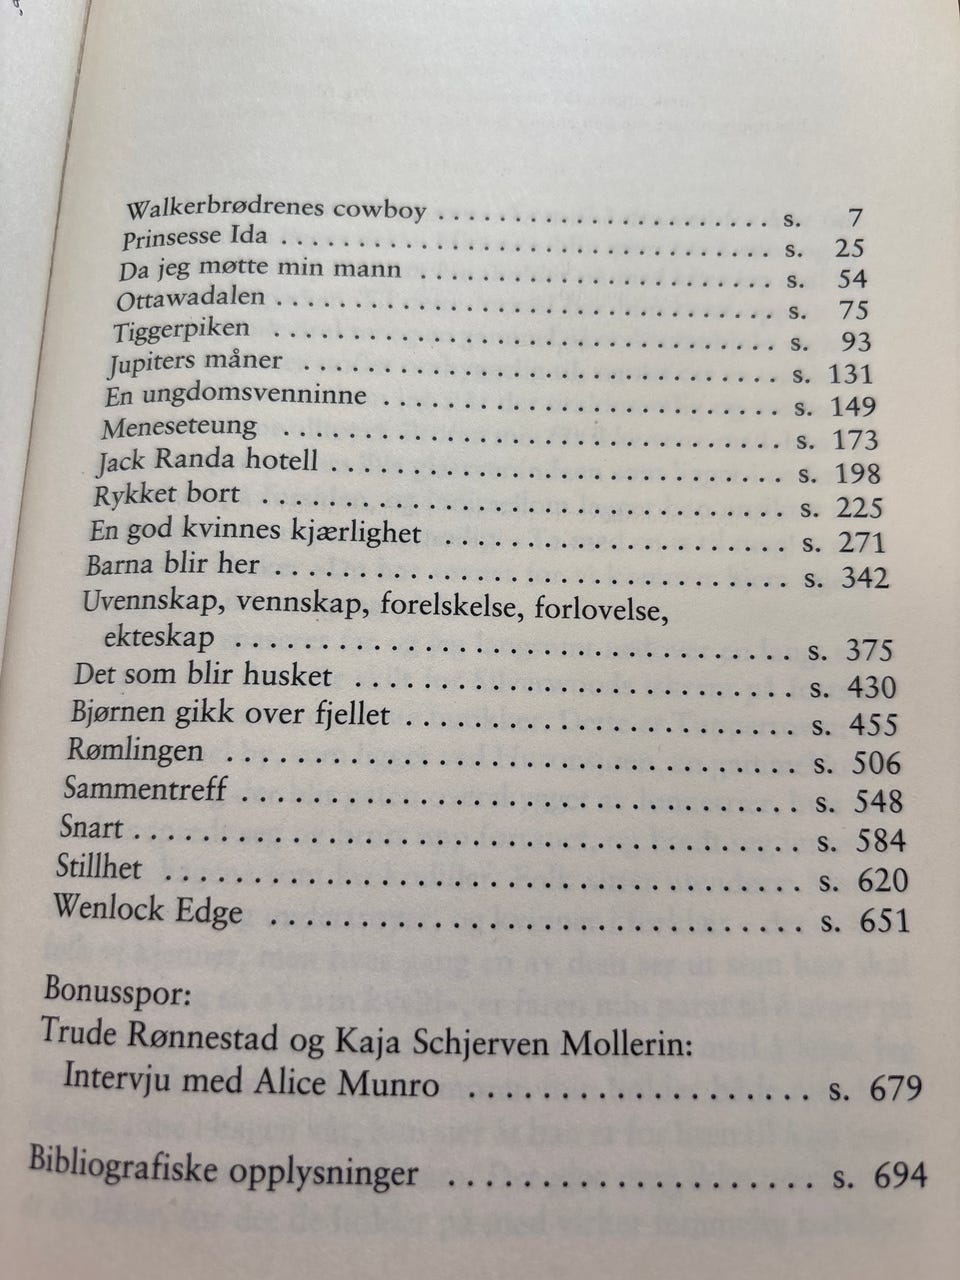 Walkerbrødrenes cowboy . . . . . . . . . . . . . . . . . . . . s. 7
Prinsesse Ida . . . . . . . . . . . . . . . . . . . . . . . . . . . . . s. 25
Da jeg møtte min mann . . . . . . . . . . . . . . . . . . . . . s. 54
Ottawadalen . . . . . . . . . . . . . . . . . . . . . . . . . . . . . s. 75
Tiggerpiken . . . . . . . . . . . . . . . . . . . . . . . . . . . . . s. 93
Jupiters måner . . . . . . . . . . . . . . . . . . . . . . . . . . . s. 131
En ungdomsvenninne . . . . . . . . . . . . . . . . . . . . . . s. 149
Meneseteung . . . . . . . . . . . . . . . . . . . . . . . . . . . . s. 173
Jack Randa hotell . . . . . . . . . . . . . . . . . . . . . . . . . s. 198
Rykket bort . . . . . . . . . . . . . . . . . . . . . . . . . . . . . s. 225
En god kvinnes kjærlighet . . . . . . . . . . . . . . . . . . . s. 271
Barna blir her . . . . . . . . . . . . . . . . . . . . . . . . . . . . s. 342
Uvennskap, vennskap, forelskelse, forlovelse,
ekteskap . . . . . . . . . . . . . . . . . . . . . . . . . . . . . . s. 375
Det som blir husket . . . . . . . . . . . . . . . . . . . . . . . s. 430
Bjørnen gikk over fjellet . . . . . . . . . . . . . . . . . . . . . s. 455
Rømlingen . . . . . . . . . . . . . . . . . . . . . . . . . . . . . s. 506
Sammentreff . . . . . . . . . . . . . . . . . . . . . . . . . . . . s. 548
Snart . . . . . . . . . . . . . . . . . . . . . . . . . . . . . . . . . s. 584
Stillhet . . . . . . . . . . . . . . . . . . . . . . . . . . . . . . . . s. 620
Wenlock Edge . . . . . . . . . . . . . . . . . . . . . . . . . . . s. 651
Bonusspor:
Trude Rønnestad og Kaja Schjerven Mollerin:
Intervju med Alice Munro . . . . . . . . . . . . . . . . . . . s. 679
Bibliografiske opplysninger . . . . . . . . . . . . . . . . . . . s. 694